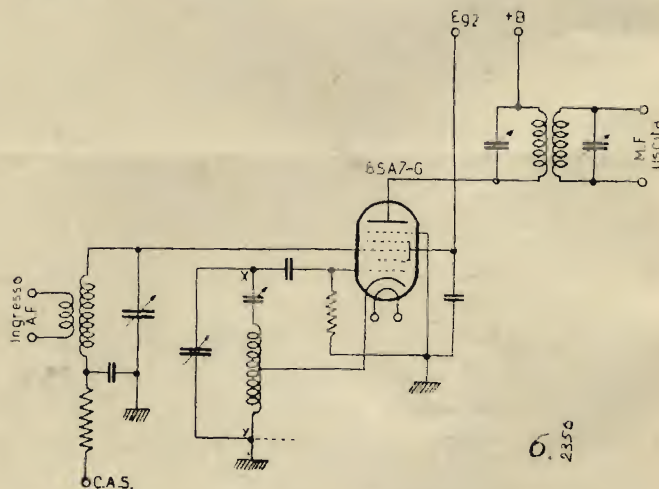 Eg2 +B
6SA7-G
M.F.
uscita
Ingresso
A.F.
X
X
C.A.S.
6.
2350